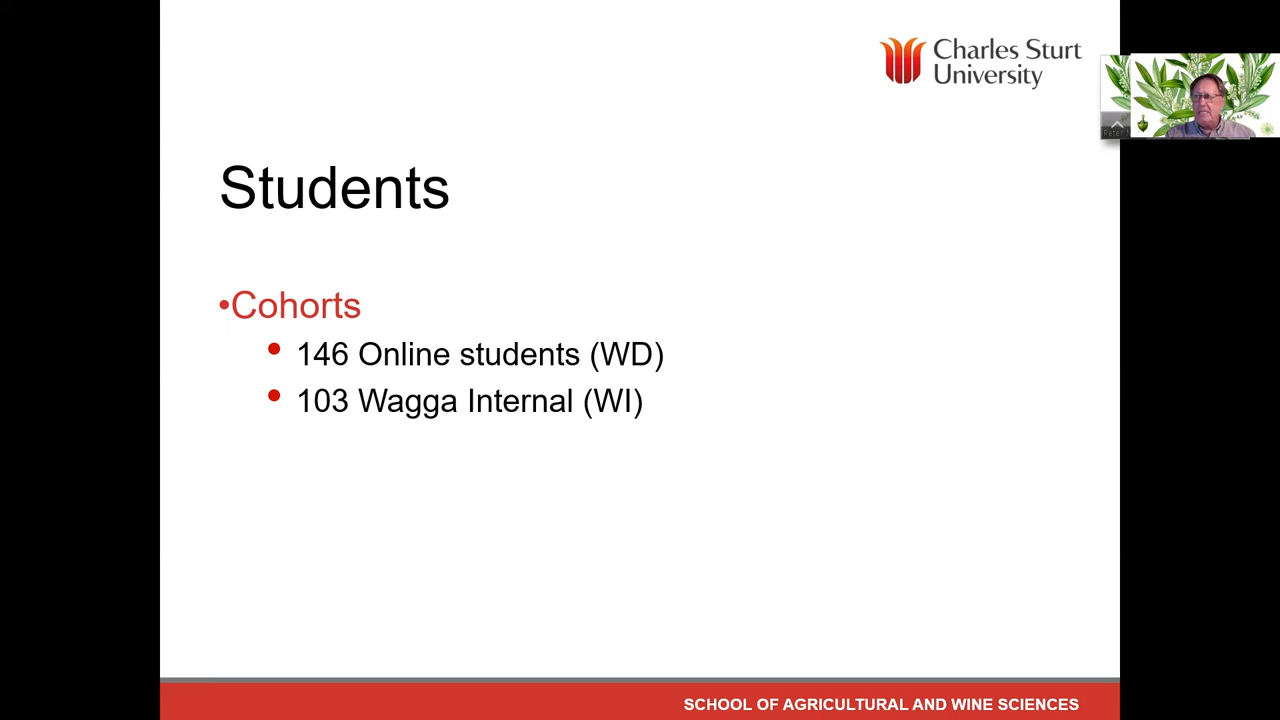 Charles Sturt
University
Students
•Cohorts
• 146 Online students (WD)
• 103 Wagga Internal (WI)
SCHOOL OF AGRICULTURAL AND WINE SCIENCES